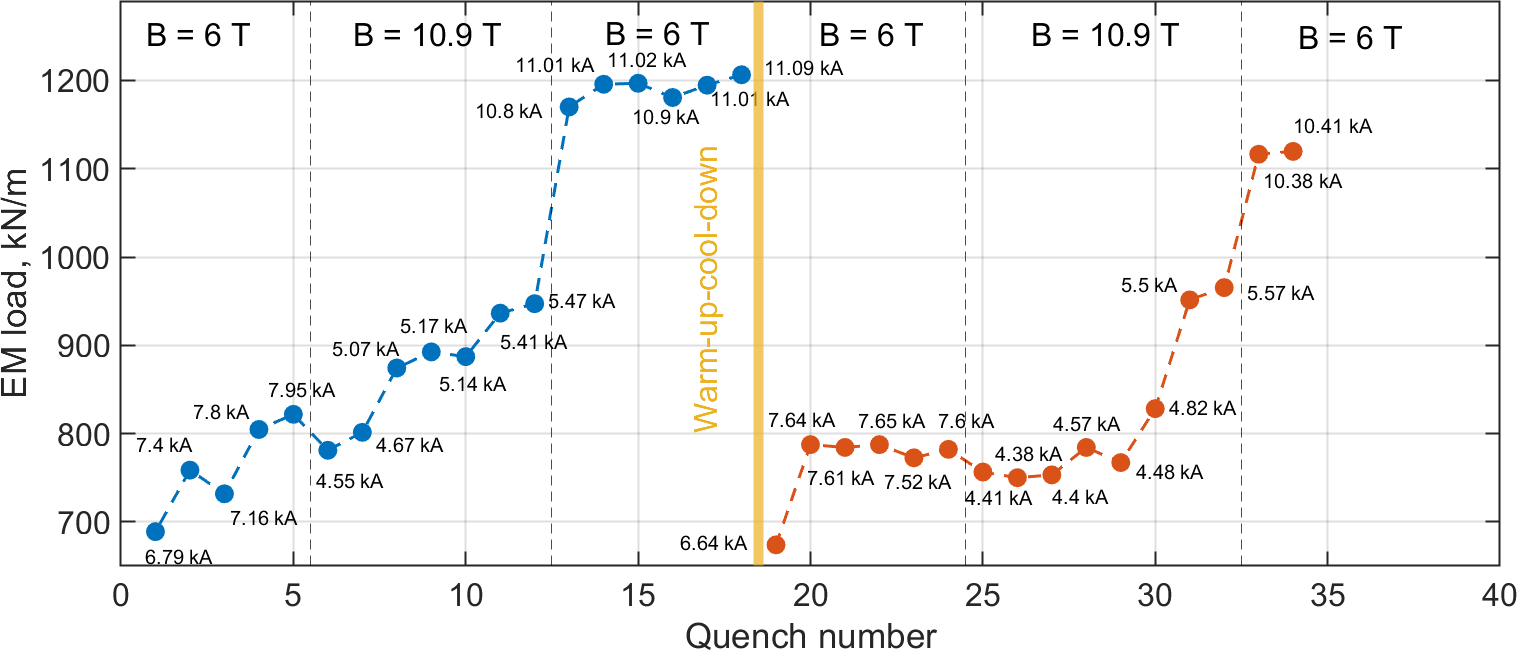 B = 6 T
B = 10.9 T
B = 6 T
B = 6 T
B = 10.9 T
B = 6 T
EM load, kN/m
1200
1100
1000
900
800
700
6.79 kA
7.4 kA
7.16 kA
7.8 kA
7.95 kA
4.55 kA
4.67 kA
5.07 kA
5.17 kA
5.14 kA
5.41 kA
5.47 kA
10.8 kA
11.01 kA
11.02 kA
10.9 kA
11.01 kA
11.09 kA
Warm-up-cool-down
6.64 kA
7.64 kA
7.61 kA
7.65 kA
7.52 kA
7.6 kA
4.41 kA
4.38 kA
4.4 kA
4.57 kA
4.48 kA
4.82 kA
5.5 kA
5.57 kA
10.38 kA
10.41 kA
0
5
10
15
20
25
30
35
40
Quench number